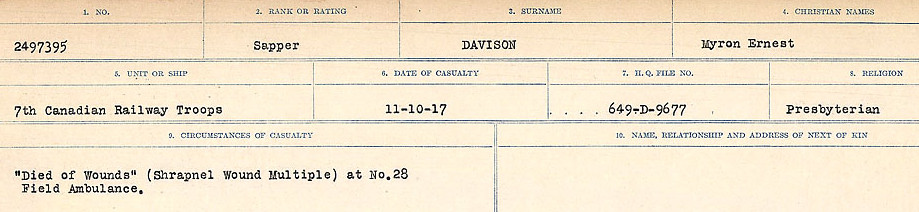 1. NO. 2. RANK OR RATING 3. SURNAME 4. CHRISTIAN NAMES
2497395 Sapper DAVISON Myron Ernest
5. UNIT OR SHIP 6. DATE OF CASUALTY 7. H.Q. FILE NO. 8. RELIGION
7th Canadian Railway Troops 11-10-17 . . . . 649-D-9677 . Presbyterian
9. CIRCUMSTANCES OF CASUALTY 10. NAME, RELATIONSHIP AND ADDRESS OF NEXT OF KIN
"Died of Wounds" (Shrapnel Wound Multiple) at No.28
Field Ambulance.